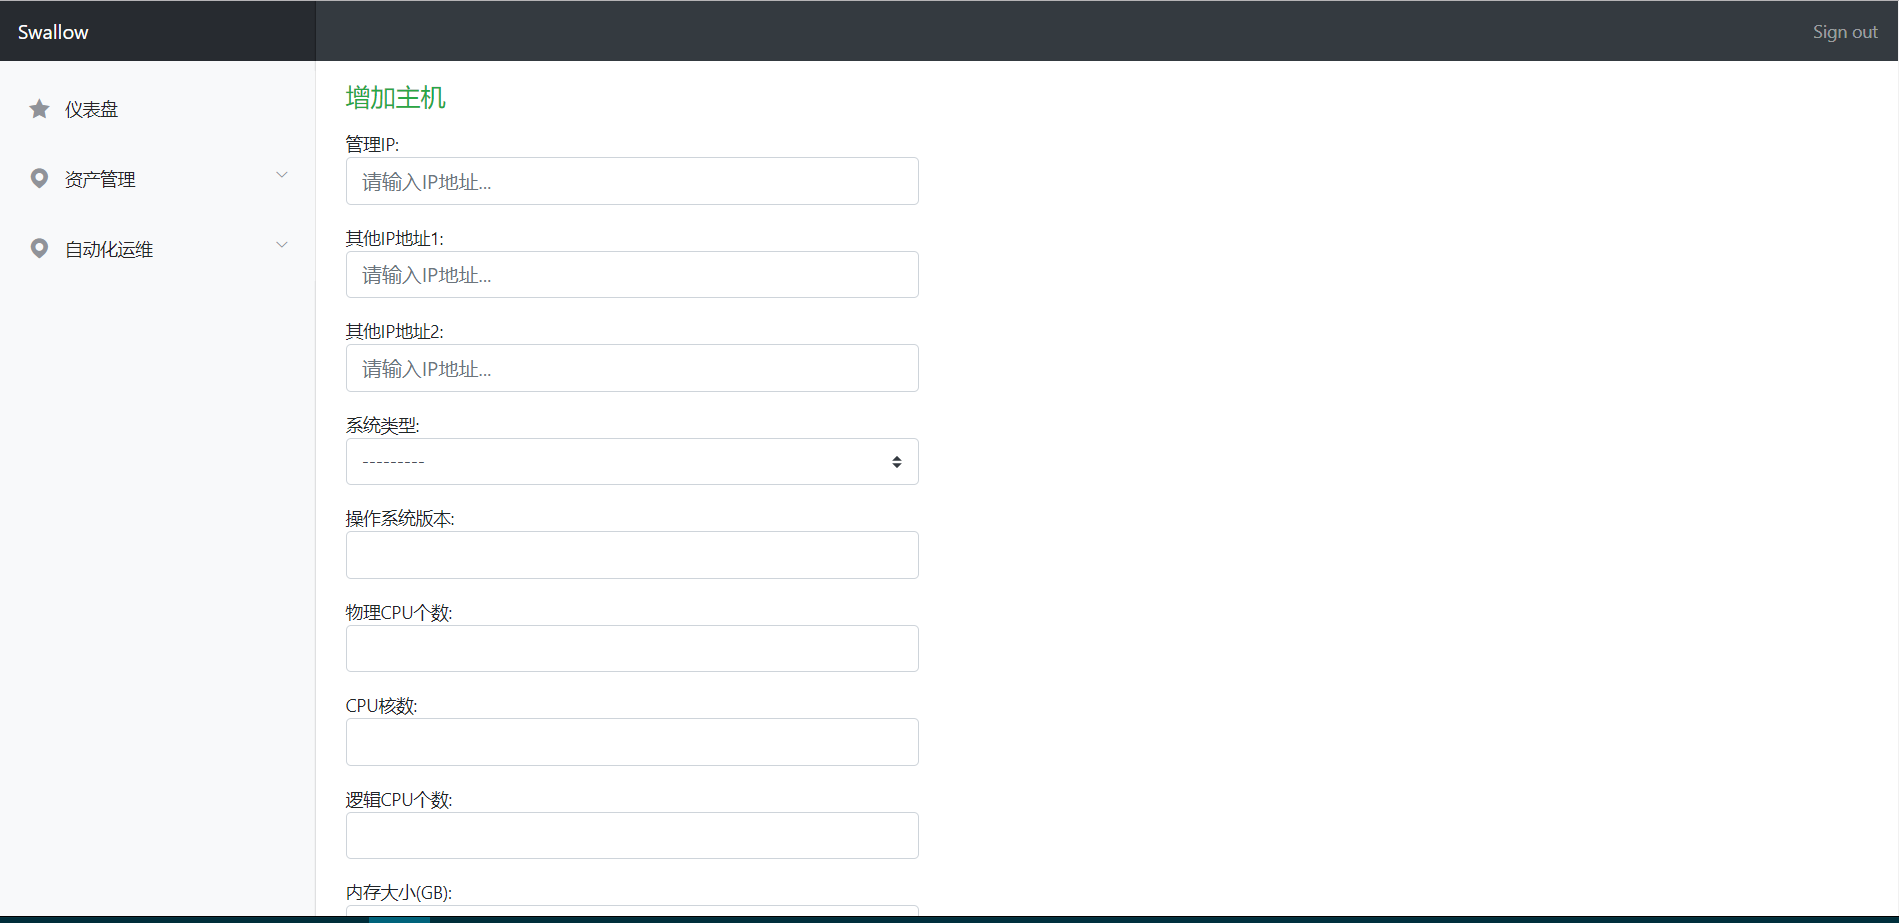 Swallow
Sign out
仪表盘
资产管理
自动化运维
增加主机
管理IP:
请输入IP地址...
其他IP地址1:
请输入IP地址...
其他IP地址2:
请输入IP地址...
系统类型:
---------
操作系统版本:
物理CPU个数:
CPU核数:
逻辑CPU个数:
内存大小(GB):